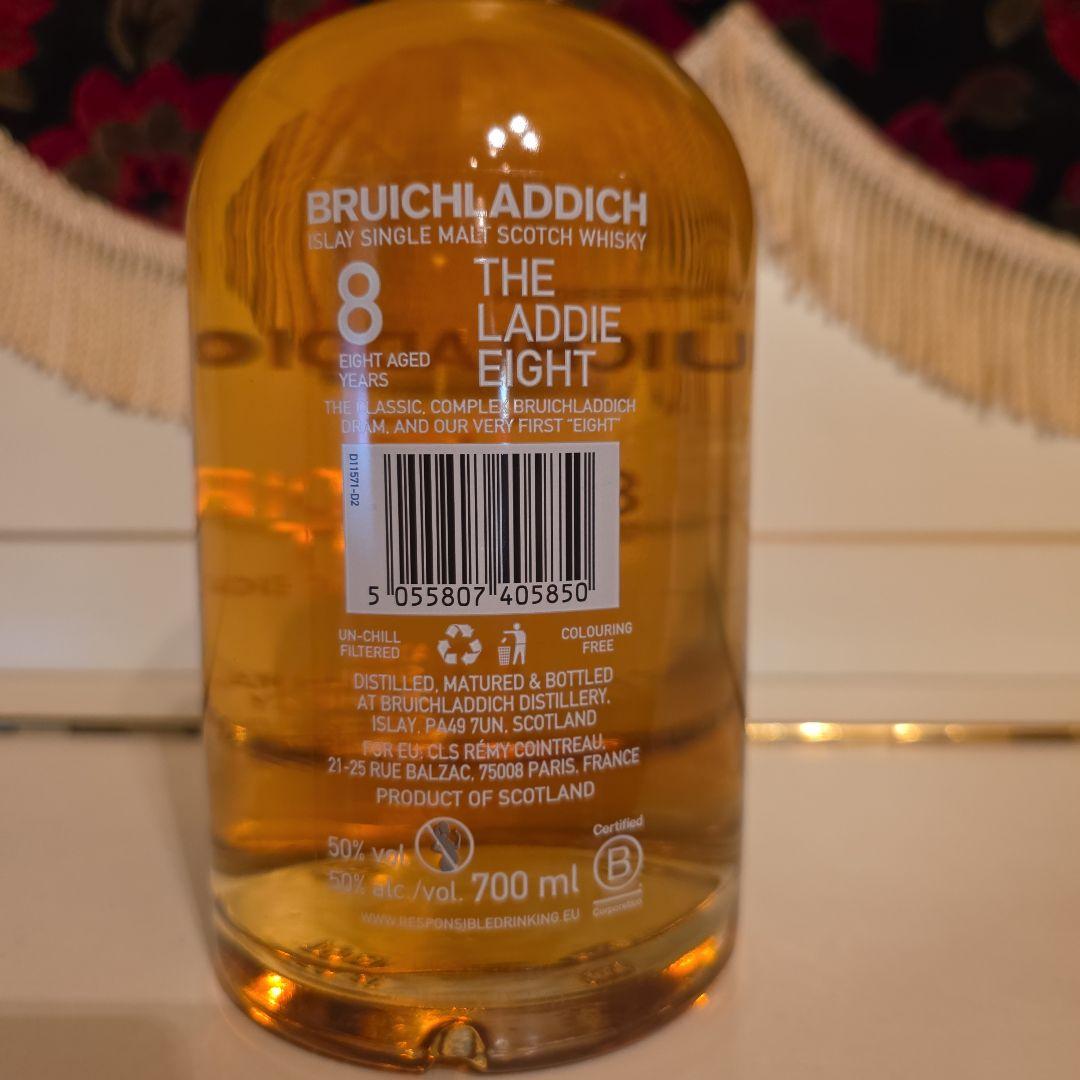 BRUICHLADDICH
ISLAY SINGLE MALT SCOTCH WHISKY
8
EIGHT AGED
YEARS
THE
LADDIE
EIGHT
THE CLASSIC, COMPLEX BRUICHLADDICH
DRAM, AND OUR VERY FIRST "EIGHT"
D11571-D2
5 055807 405850
UN-CHILL
FILTERED
COLOURING
FREE
DISTILLED, MATURED & BOTTLED
AT BRUICHLADDICH DISTILLERY,
ISLAY, PA49 7UN, SCOTLAND
FOR EU: CLS RÉMY COINTREAU,
21-25 RUE BALZAC, 75008 PARIS, FRANCE
PRODUCT OF SCOTLAND
50% vol
50% alc./vol. 700 ml
Certified
B
Corporation
WWW.RESPONSIBLEDRINKING.EU